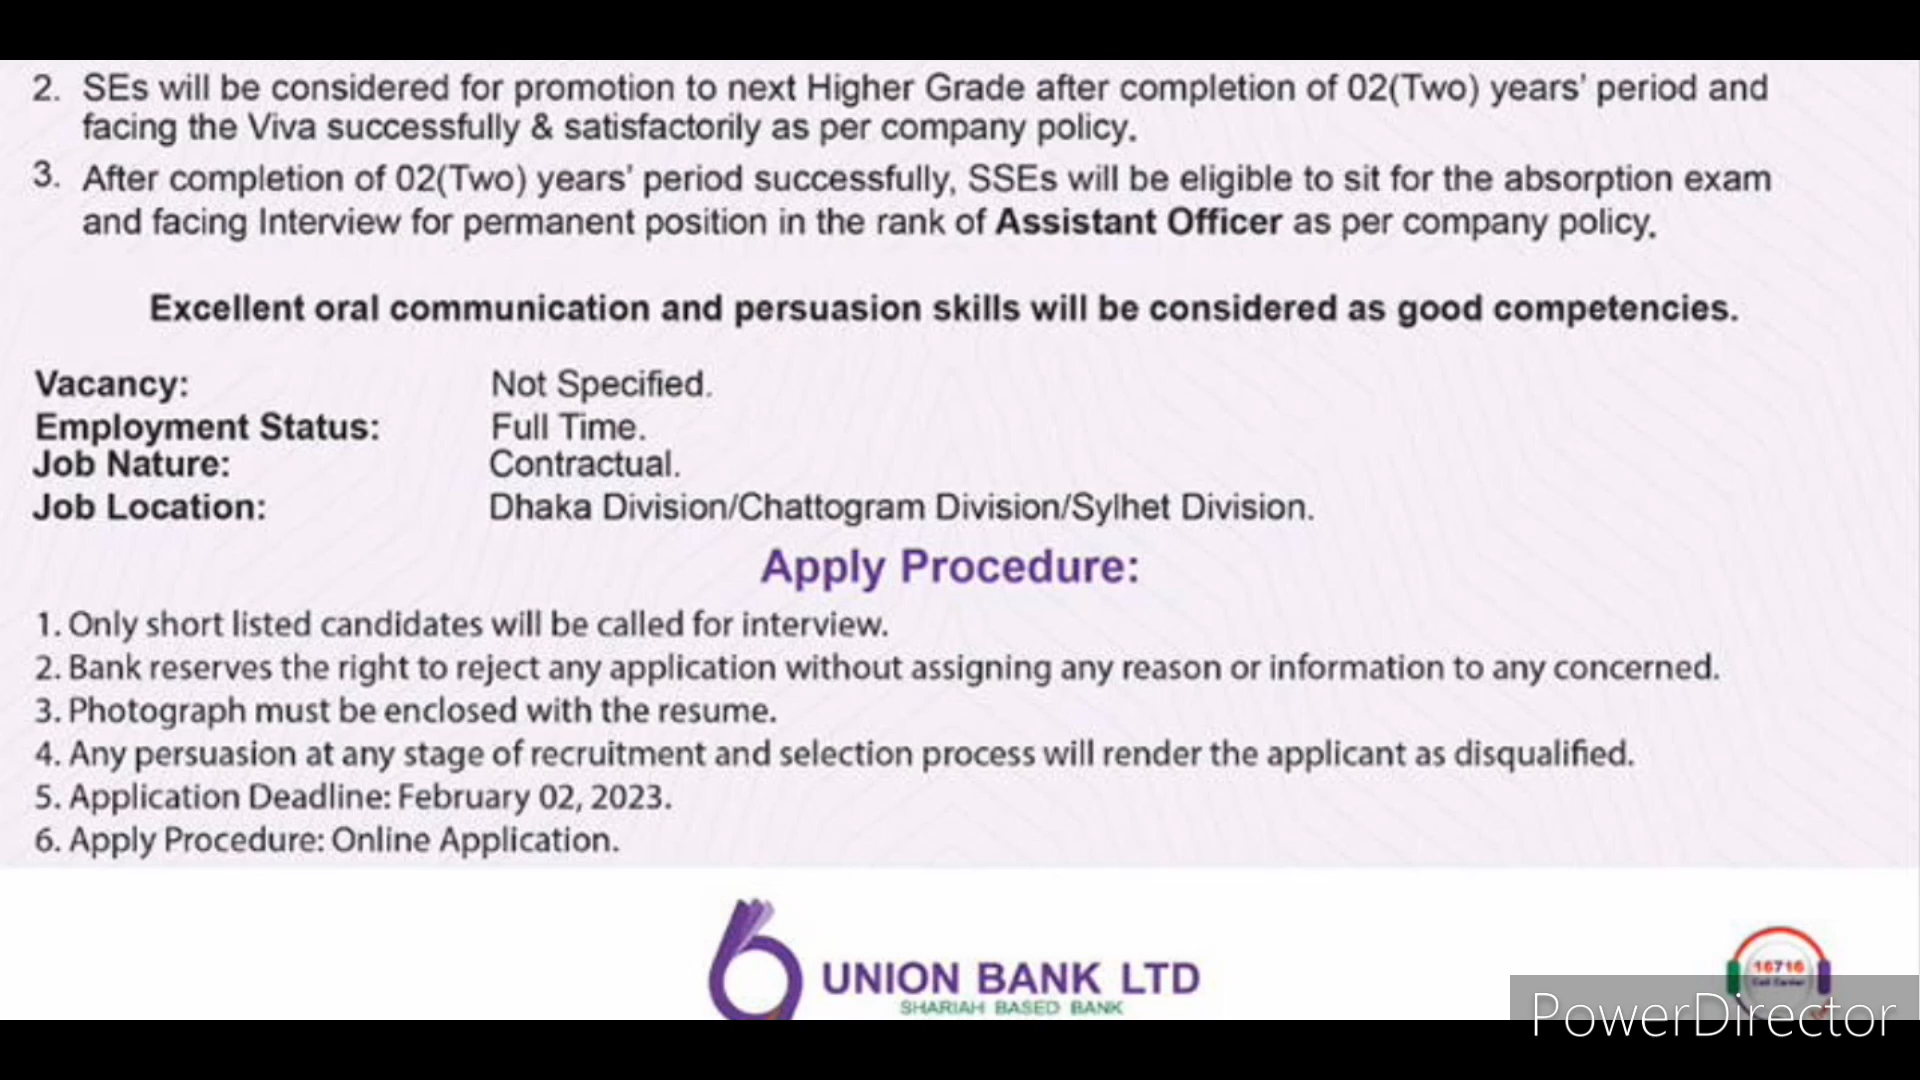 2. SEs will be considered for promotion to next Higher Grade after completion of 02(Two) years' period and
facing the Viva successfully & satisfactorily as per company policy.
3. After completion of 02(Two) years' period successfully, SSEs will be eligible to sit for the absorption exam
and facing Interview for permanent position in the rank of Assistant Officer as per company policy.
Excellent oral communication and persuasion skills will be considered as good competencies.
Vacancy: Not Specified.
Employment Status: Full Time.
Job Nature: Contractual.
Job Location: Dhaka Division/Chattogram Division/Sylhet Division.
Apply Procedure:
1. Only short listed candidates will be called for interview.
2. Bank reserves the right to reject any application without assigning any reason or information to any concerned.
3. Photograph must be enclosed with the resume.
4. Any persuasion at any stage of recruitment and selection process will render the applicant as disqualified.
5. Application Deadline: February 02, 2023.
6. Apply Procedure: Online Application.
UNION BANK LTD
SHARIAH BASED BANK
16716
Call Center
PowerDirector